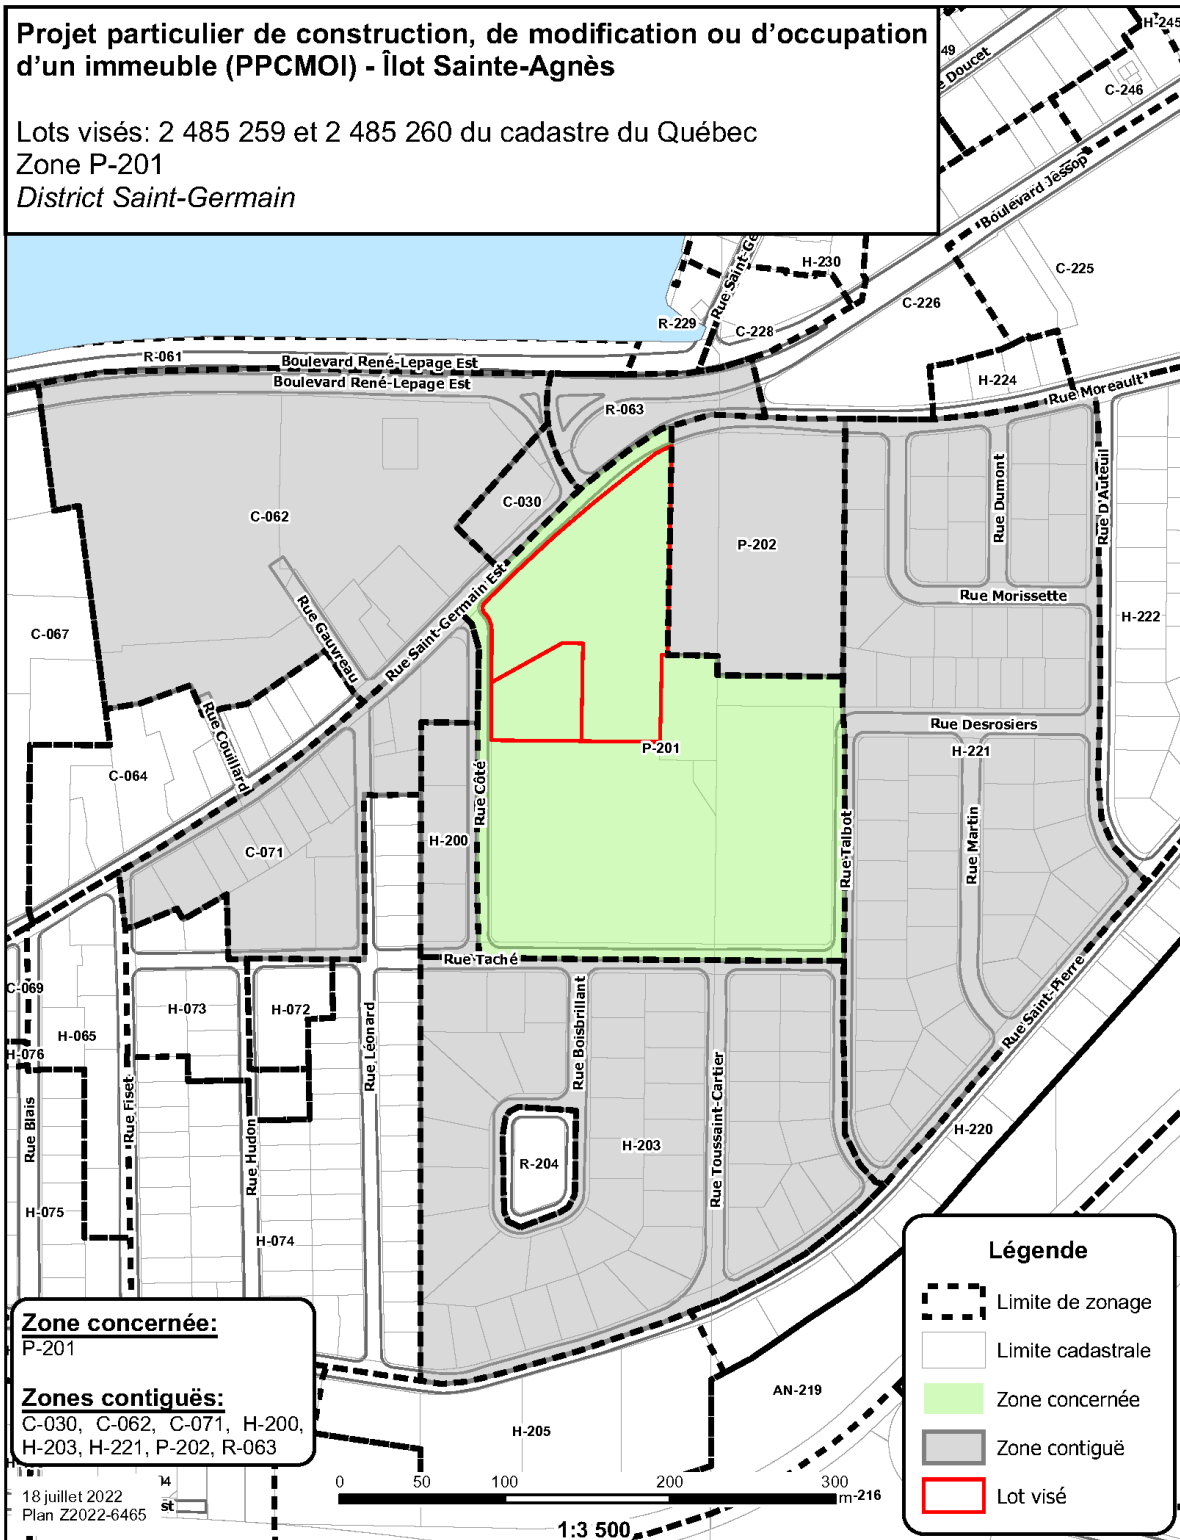 Projet particulier de construction, de modification ou d'occupation
d'un immeuble (PPCMOI) - Îlot Sainte-Agnès
Lots visés: 2 485 259 et 2 485 260 du cadastre du Québec
Zone P-201
District Saint-Germain
H-245
C-246
Boulevard Jessop
C-225
H-230
C-226
R-229
C-228
R-061
Boulevard René-Lepage Est
Boulevard René-Lepage Est
H-224
Rue Moreault
R-063
C-030
C-062
P-202
Rue Dumont
Rue D'Auteuil
Rue Morissette
H-222
C-067
Rue Gauvreau
Rue Saint-Germain Est
Rue Couillard
C-064
Rue Desrosiers
H-221
P-201
Rue Côté
H-200
C-071
Rue Talbot
Rue Martin
Rue Taché
C-069
H-073
H-072
H-065
H-076
Rue Blais
Rue Fiset
Rue Hudon
Rue Léonard
Rue Boisbrillant
Rue Toussaint-Cartier
Rue Saint-Pierre
H-220
H-203
R-204
H-075
H-074
AN-219
H-205
Zone concernée:
P-201
Zones contiguës:
C-030, C-062, C-071, H-200,
H-203, H-221, P-202, R-063
Légende
Limite de zonage
Limite cadastrale
Zone concernée
Zone contiguë
Lot visé
18 juillet 2022
Plan Z2022-6465
0 50 100 200 300
m
-216
1:3 500